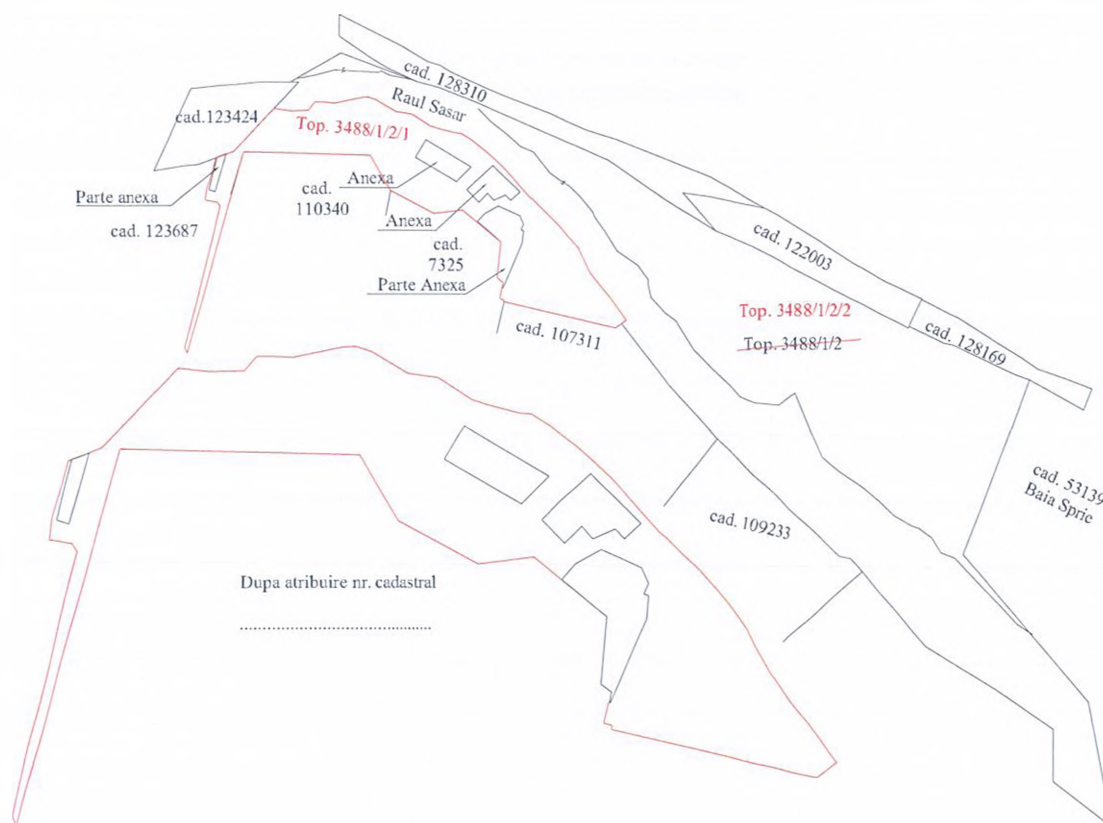 cad. 128310
Raul Sasar
cad.123424
Top. 3488/1/2/1
Parte anexa
cad. 123687
cad.
110340
Anexa
Anexa
cad.
7325
Parte Anexa
cad. 107311
cad. 122003
Top. 3488/1/2/2
Top. 3488/1/2
cad. 128169
cad. 53139
Baia Sprie
cad. 109233
Dupa atribuire nr. cadastral
......................................